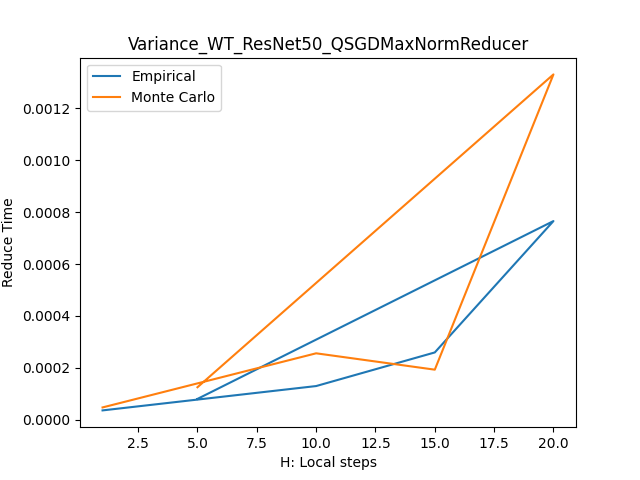 Variance_WT_ResNet50_QSGDMaxNormReducer
Empirical
Monte Carlo
Reduce Time
0.0012
0.0010
0.0008
0.0006
0.0004
0.0002
0.0000
2.5 5.0 7.5 10.0 12.5 15.0 17.5 20.0
H: Local steps